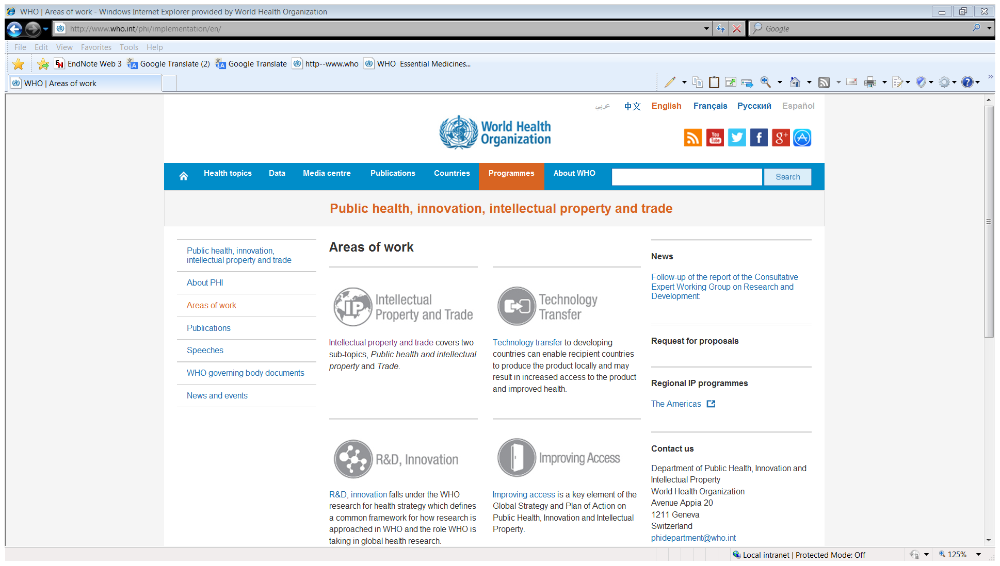 WHO | Areas of work - Windows Internet Explorer provided by World Health Organization
http://www.who.int/phi/implementation/en/
Google
File Edit View Favorites Tools Help
EN EndNote Web 3 Google Translate (2) Google Translate http--www.who WHO Essential Medicines...
WHO | Areas of work
عربي 中文 English Français Русский Español
World Health
Organization
You
Tube
f
g+
Health topics Data Media centre Publications Countries Programmes About WHO Search
Public health, innovation, intellectual property and trade
Public health, innovation,
intellectual property and trade
About PHI
Areas of work
Publications
Speeches
WHO governing body documents
News and events
Areas of work
IP
Intellectual
Property and Trade
Intellectual property and trade covers two
sub-topics, Public health and intellectual
property and Trade.
Technology
Transfer
Technology transfer to developing
countries can enable recipient countries
to produce the product locally and may
result in increased access to the product
and improved health.
R&D, Innovation
R&D, innovation falls under the WHO
research for health strategy which defines
a common framework for how research is
approached in WHO and the role WHO is
taking in global health research.
Improving Access
Improving access is a key element of the
Global Strategy and Plan of Action on
Public Health, Innovation and Intellectual
Property.
News
Follow-up of the report of the Consultative
Expert Working Group on Research and
Development:
Request for proposals
Regional IP programmes
The Americas
Contact us
Department of Public Health, Innovation and
Intellectual Property
World Health Organization
Avenue Appia 20
1211 Geneva
Switzerland
phidepartment@who.int
Local intranet | Protected Mode: Off
125%